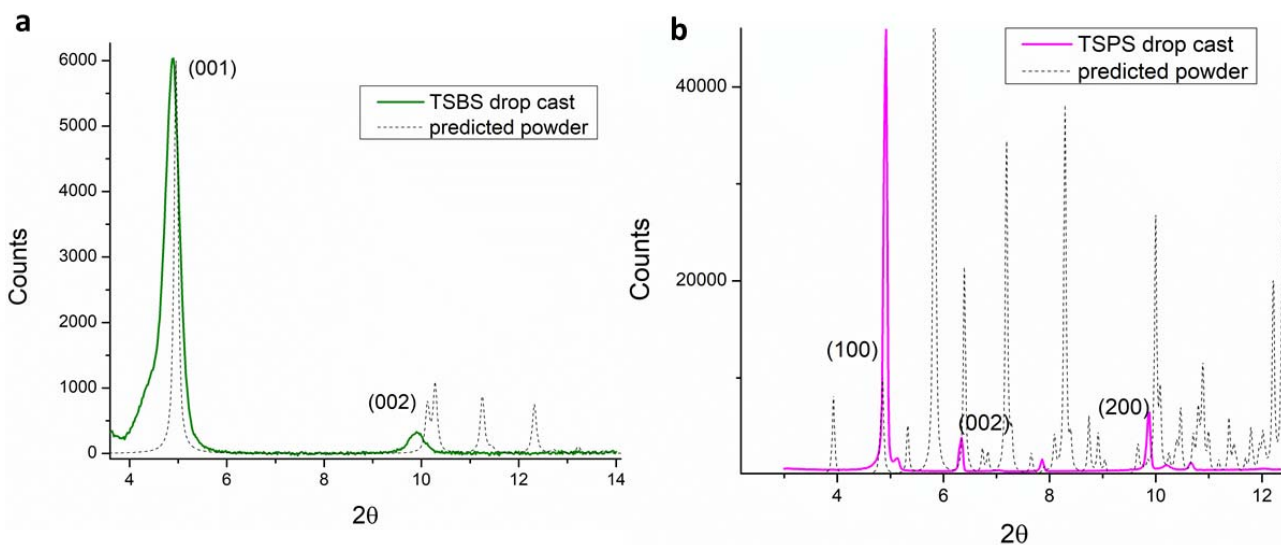 a
6000
5000
4000
3000
2000
1000
0
Counts
(001)
(002)
TSBS drop cast
predicted powder
4
6
8
10
12
14
2θ
b
40000
20000
Counts
(100)
(002)
(200)
TSPS drop cast
predicted powder
4
6
8
10
12
2θ